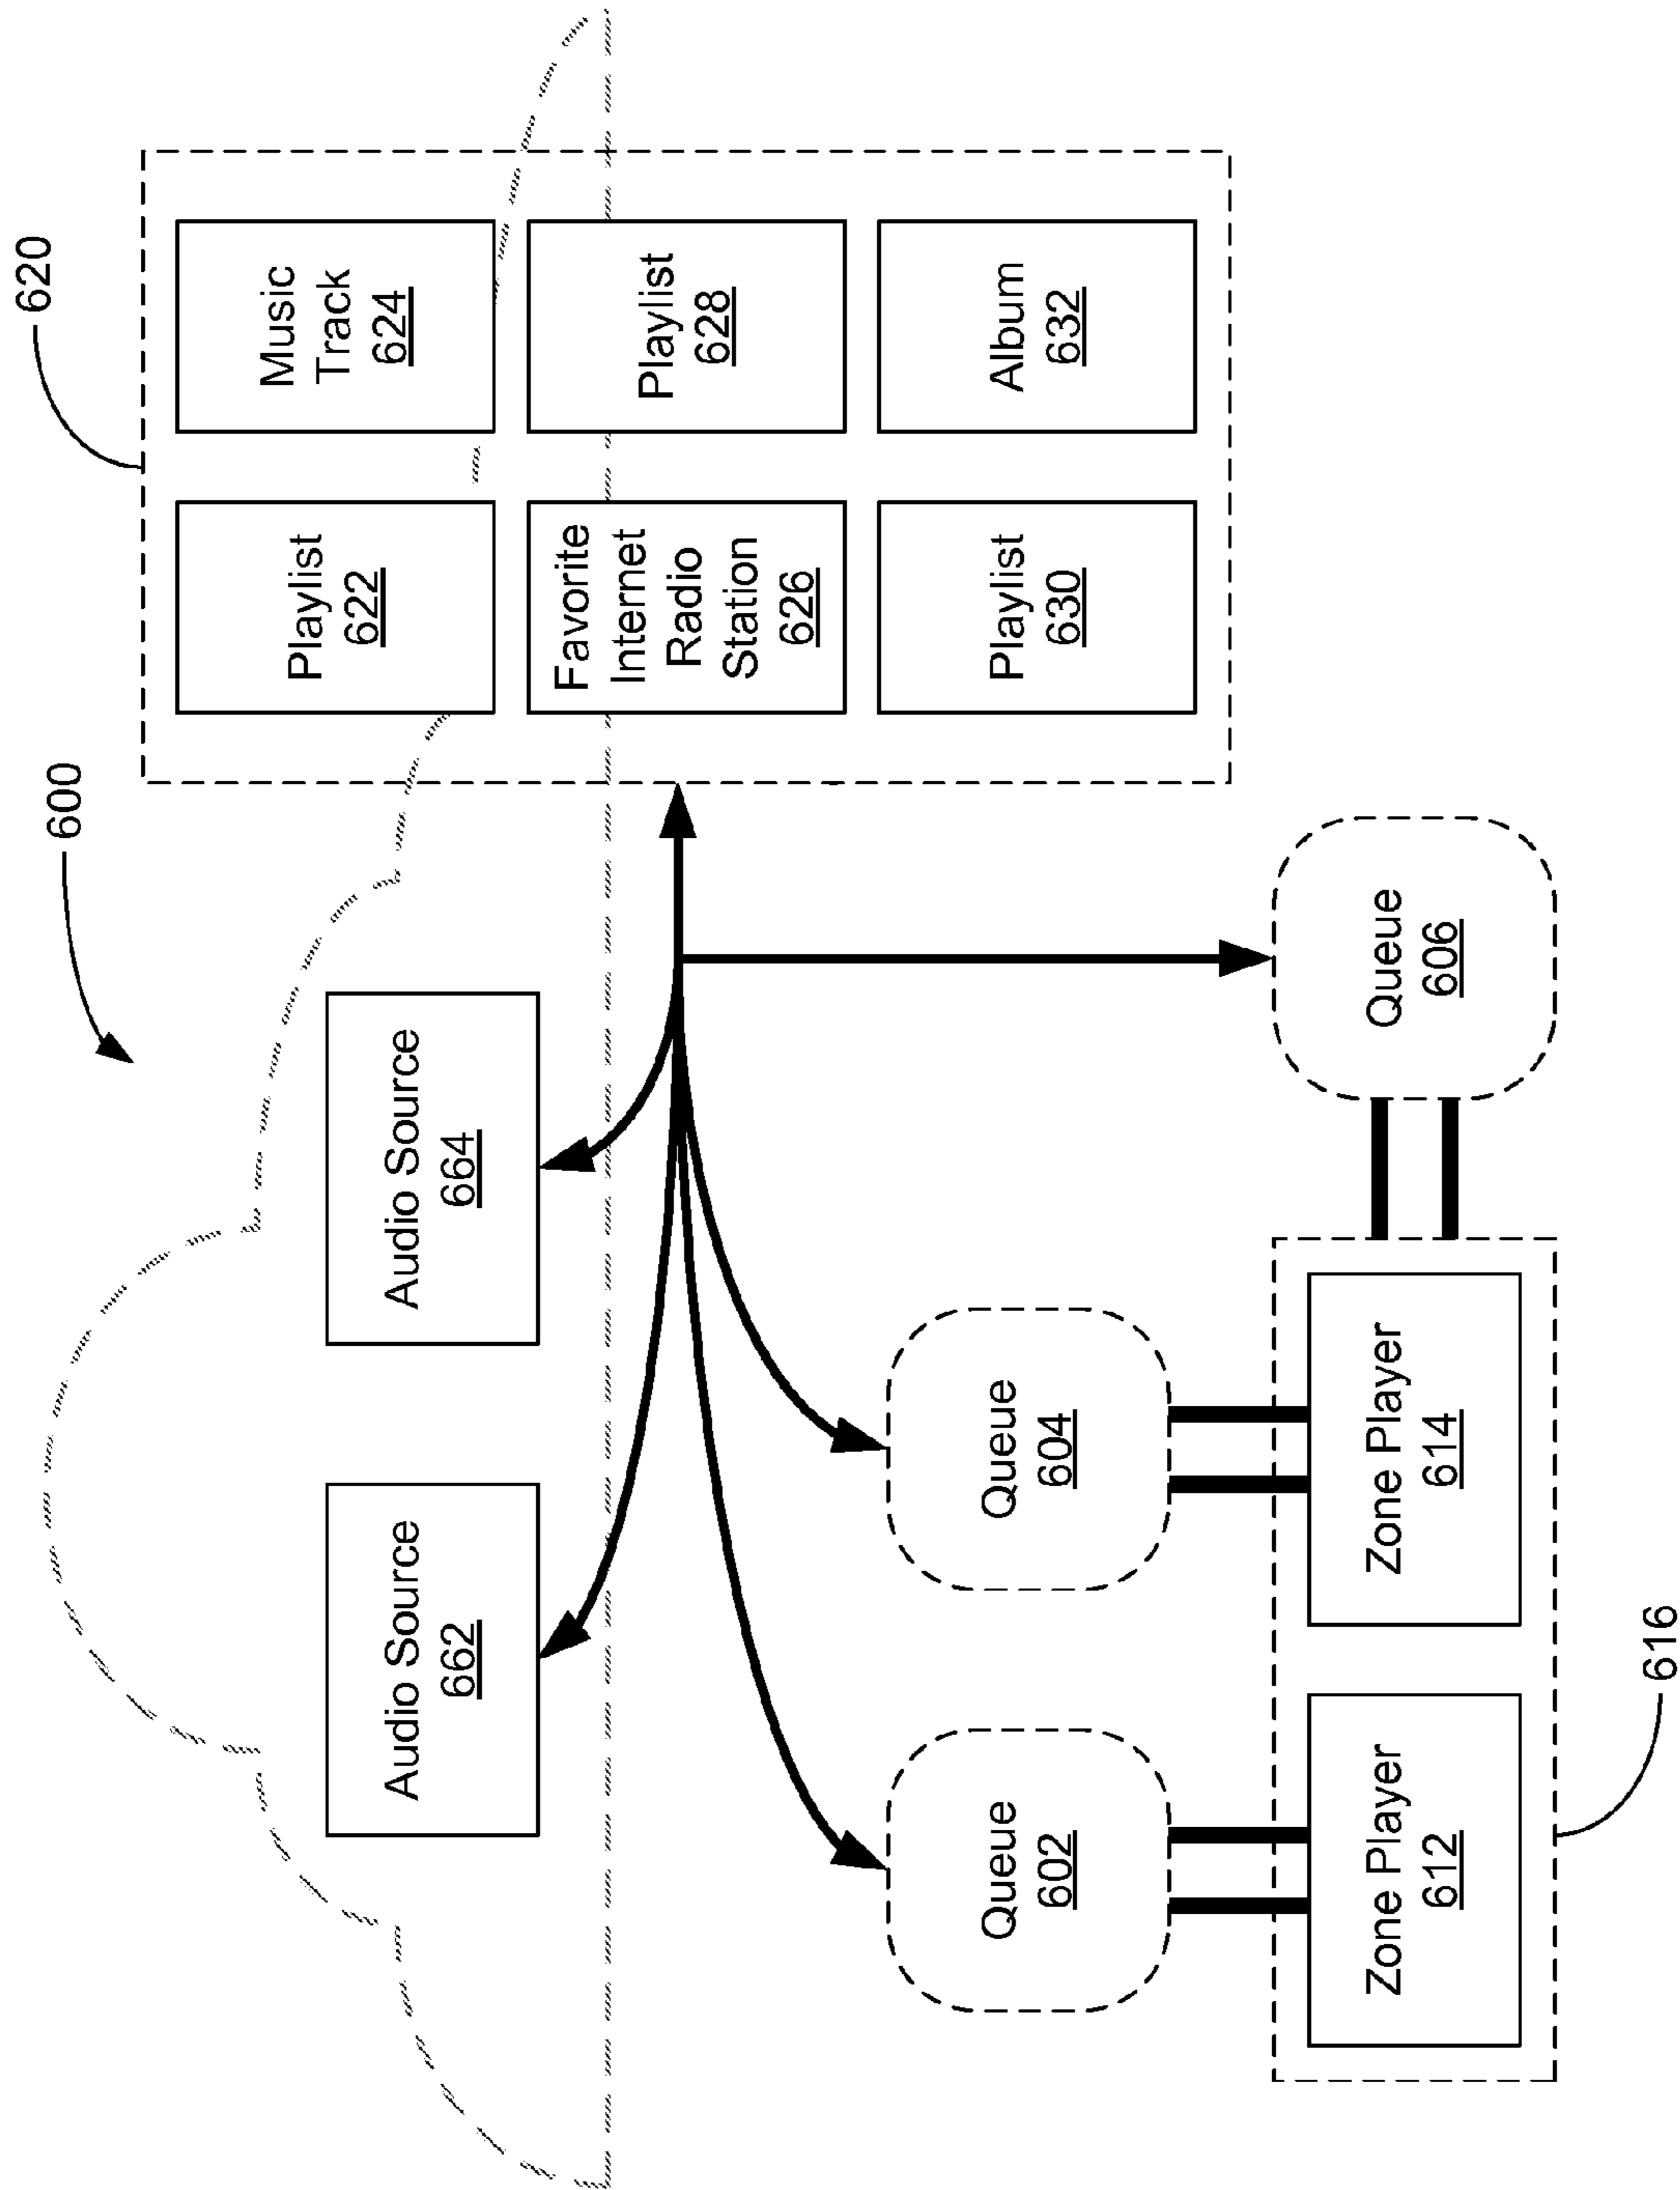 600
620
Audio Source
662
Audio Source
664
Playlist
622
Music
Track
624
Favorite
Internet
Radio
Station
626
Playlist
628
Playlist
630
Album
632
Queue
602
Queue
604
Queue
606
Zone Player
612
Zone Player
614
616